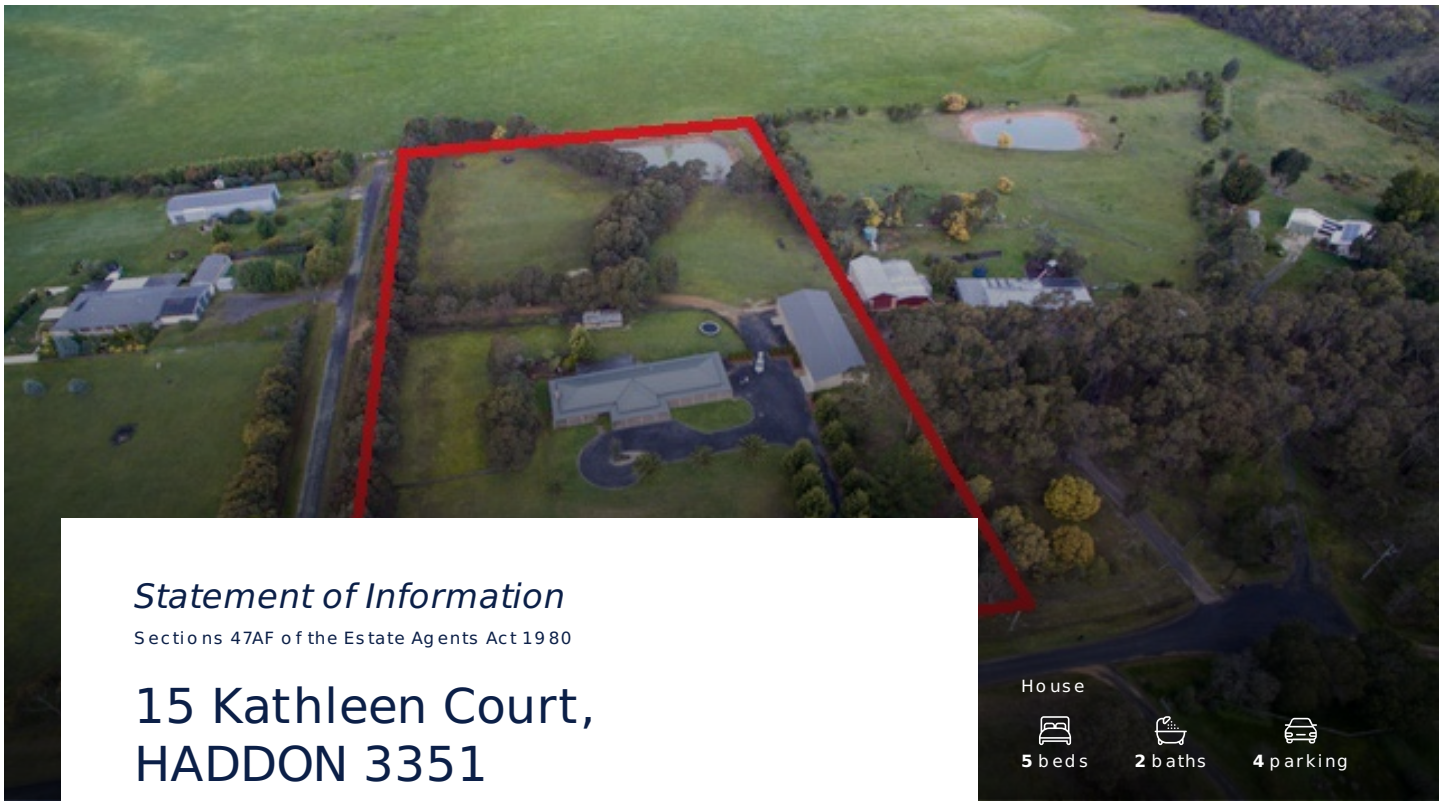 Statement of Information
Sections 47AF of the Estate Agents Act 1980
15 Kathleen Court,
HADDON 3351
House
5 beds 2 baths 4 parking